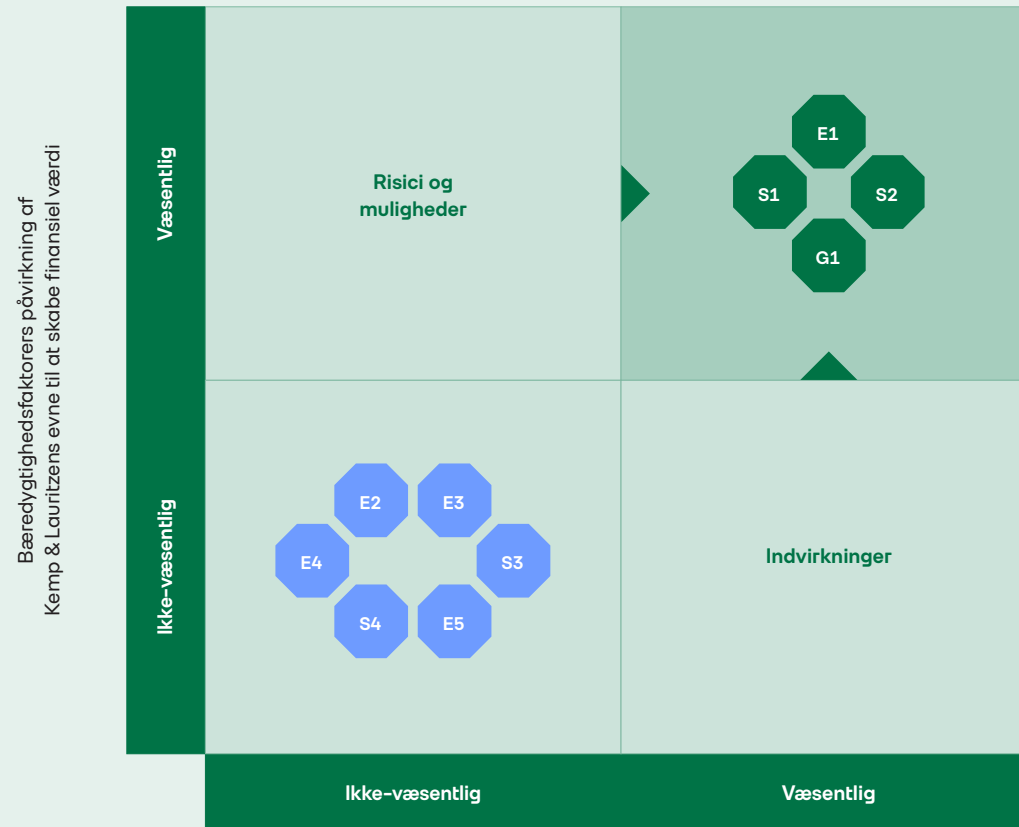 Bæredygtighedsfaktorers påvirkning af
Kemp & Lauritzens evne til at skabe finansiel værdi
Væsentlig
Risici og
muligheder
E1
S1
S2
G1
Ikke-væsentlig
E2
E3
E4
S3
S4
E5
Indvirkninger
Ikke-væsentlig
Væsentlig